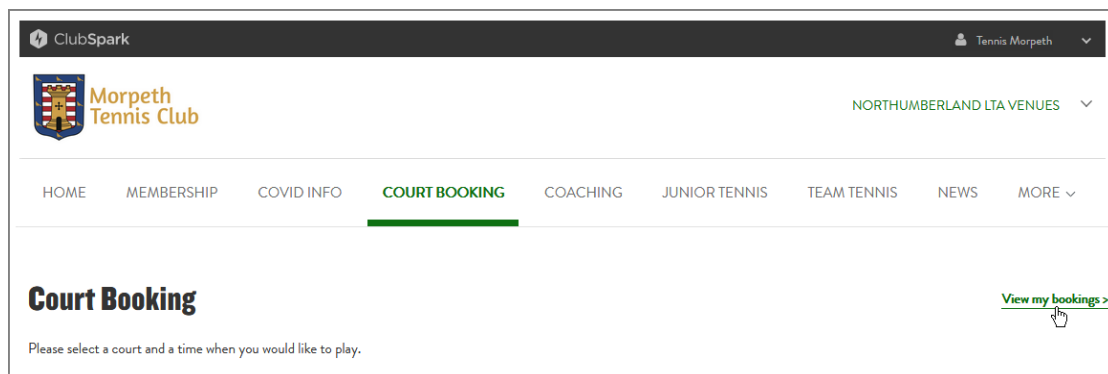 ClubSpark
Tennis Morpeth
Morpeth
Tennis Club
NORTHUMBERLAND LTA VENUES
HOME MEMBERSHIP COVID INFO COURT BOOKING COACHING JUNIOR TENNIS TEAM TENNIS NEWS MORE
Court Booking
View my bookings >
Please select a court and a time when you would like to play.